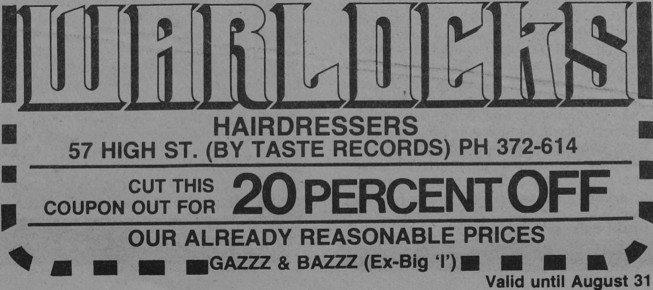 WARLOCKS
HAIRDRESSERS
57 HIGH ST. (BY TASTE RECORDS) PH 372-614
CUT THIS
COUPON OUT FOR
20 PERCENT OFF
OUR ALREADY REASONABLE PRICES
GAZZZ & BAZZZ (Ex-Big 'I')
Valid until August 31